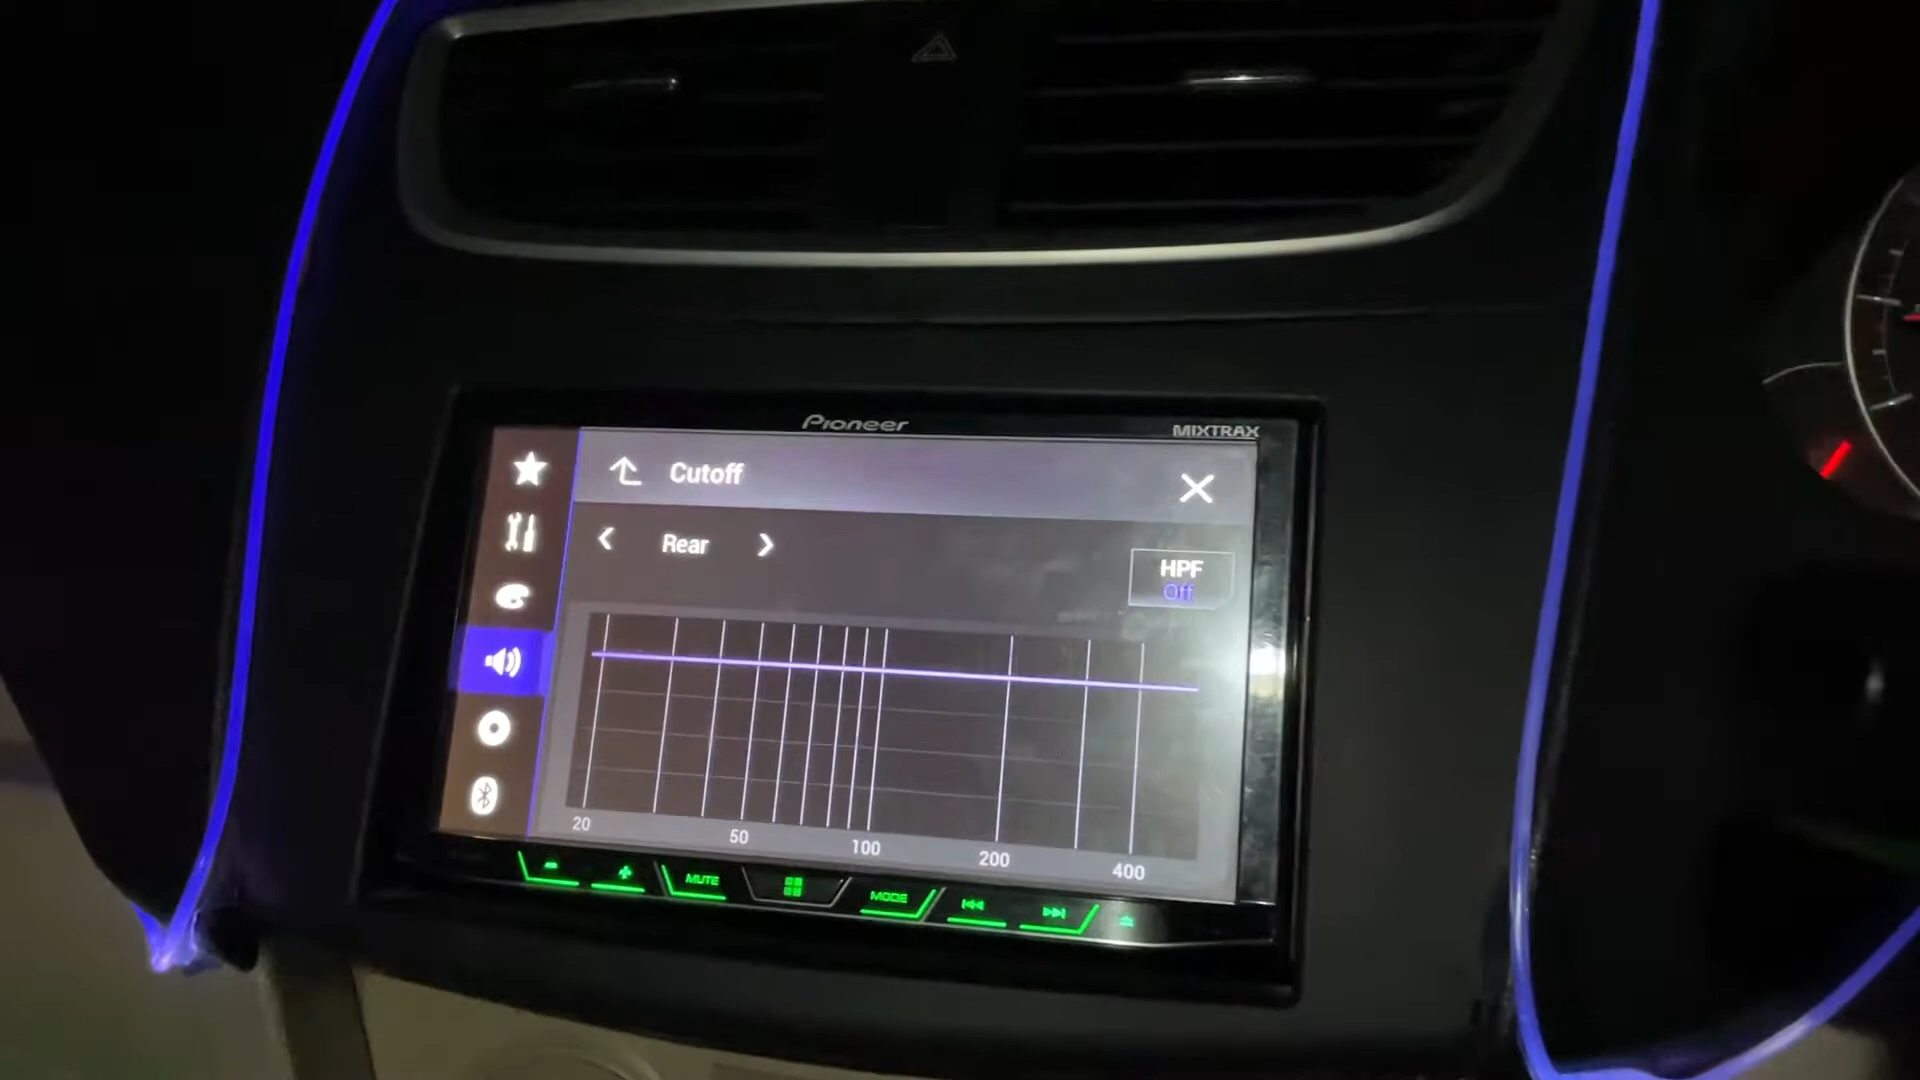 Pioneer
MIXTRAX
Cutoff
Rear
HPF
Off
20
50
100
200
400
MUTE
MODE